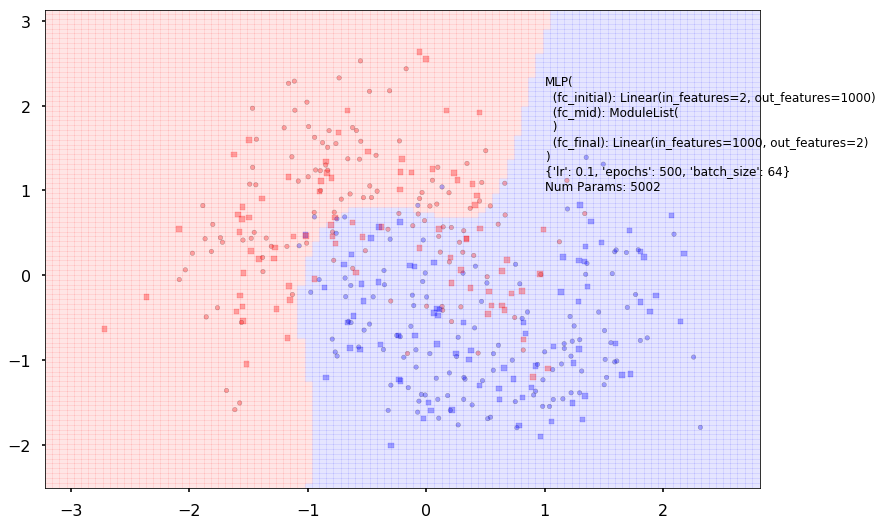 3
2
1
0
−1
−2
MLP(
  (fc_initial): Linear(in_features=2, out_features=1000)
  (fc_mid): ModuleList(
  )
  (fc_final): Linear(in_features=1000, out_features=2)
)
{'lr': 0.1, 'epochs': 500, 'batch_size': 64}
Num Params: 5002
−3 −2 −1 0 1 2